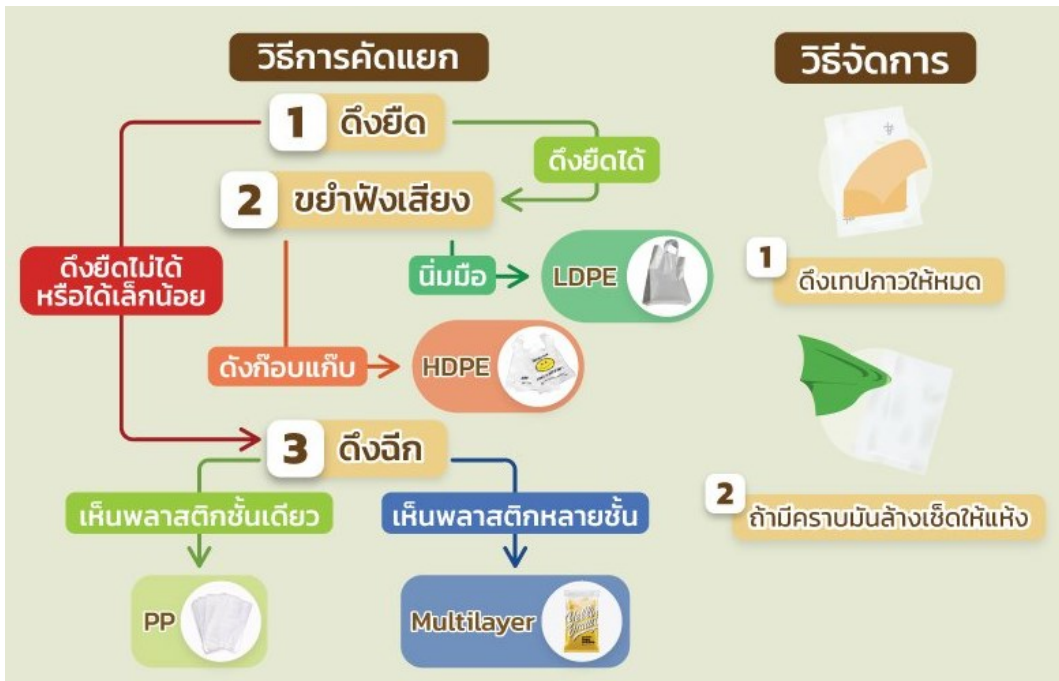 วิธีการคัดแยก
1 ดึงยืด
ดึงยืดได้
2 ขยำฟังเสียง
นิ่มมือ
LDPE
ดึงยืดไม่ได้
หรือได้เล็กน้อย
ดังก๊อบแก๊บ
HDPE
3 ดึงฉีก
เห็นพลาสติกชั้นเดียว
เห็นพลาสติกหลายชั้น
PP
Multilayer
วิธีจัดการ
1 ดึงเทปกาวให้หมด
2 ถ้ามีคราบมันล้างเช็ดให้แห้ง